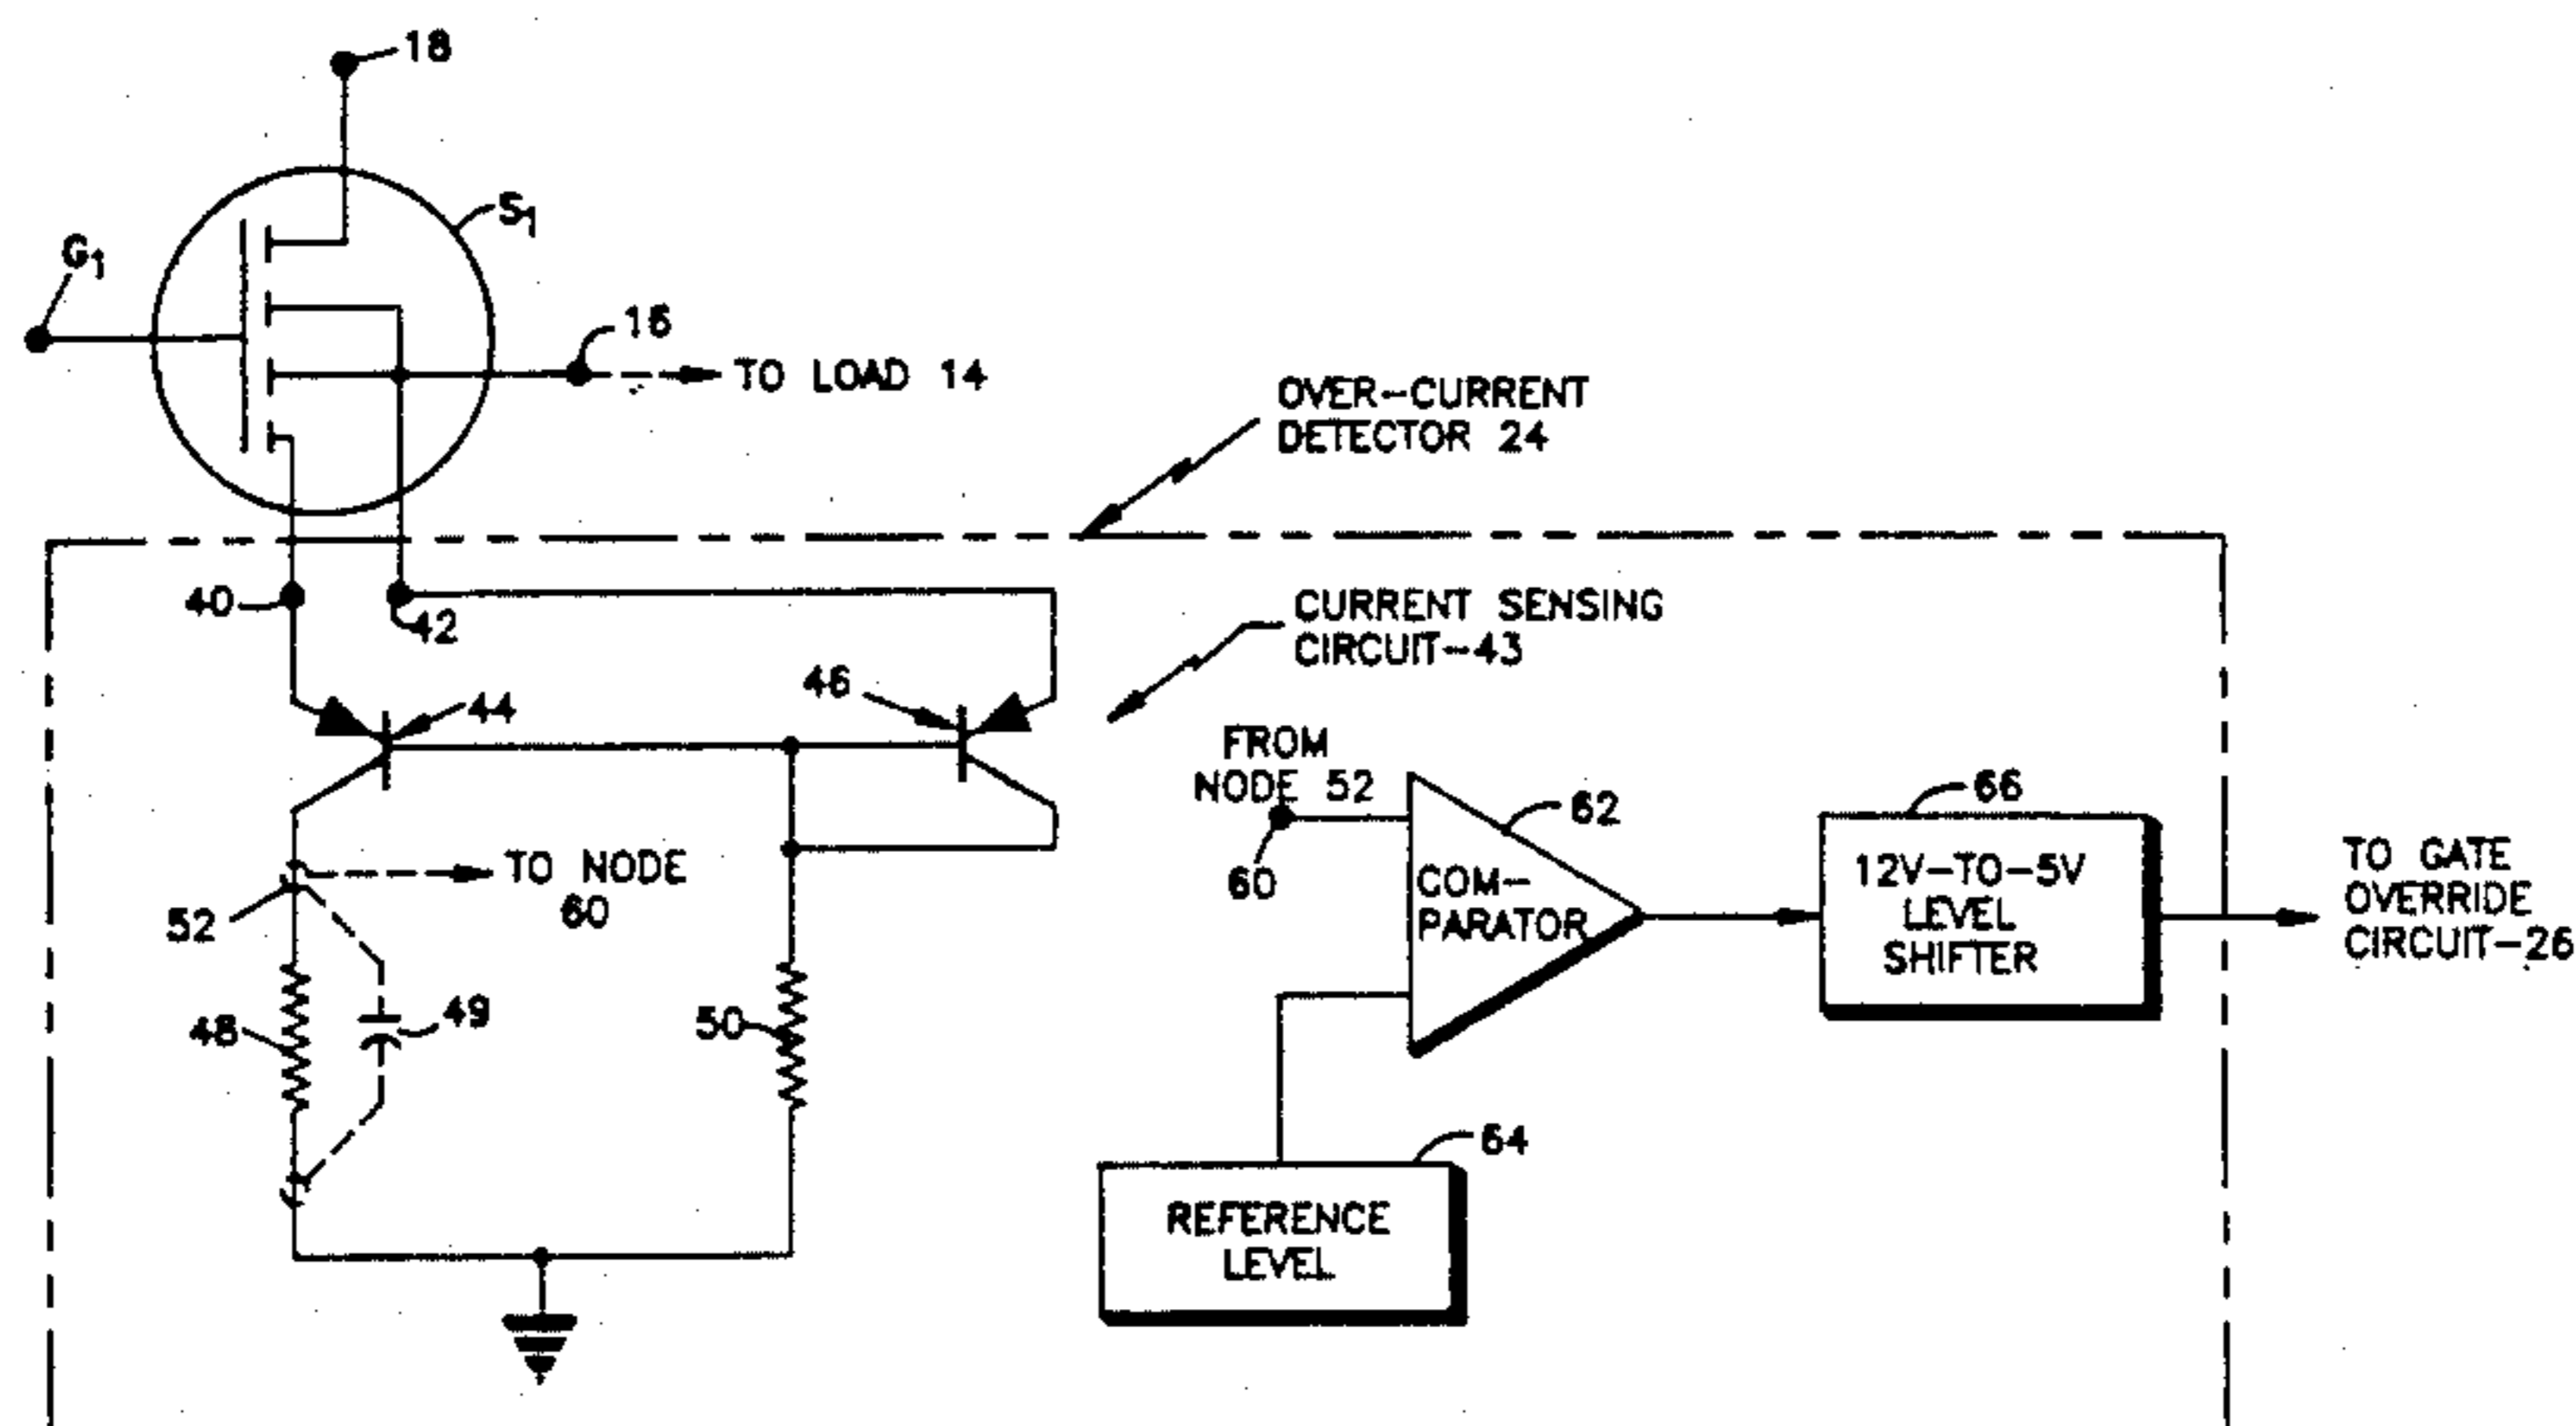 18
S1
G1
16
TO LOAD 14
OVER-CURRENT
DETECTOR 24
40
42
CURRENT SENSING
CIRCUIT-43
44
46
FROM
NODE 52
60
62
COM-
PARATOR
66
12V-TO-5V
LEVEL
SHIFTER
TO GATE
OVERRIDE
CIRCUIT-26
TO NODE
60
52
48
49
50
64
REFERENCE
LEVEL